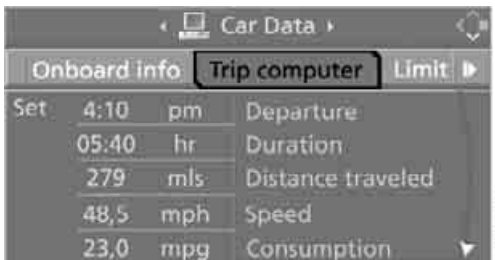 Car Data
Onboard info Trip computer Limit
Set 4:10 pm Departure
05:40 hr Duration
279 mls Distance traveled
48,5 mph Speed
23,0 mpg Consumption